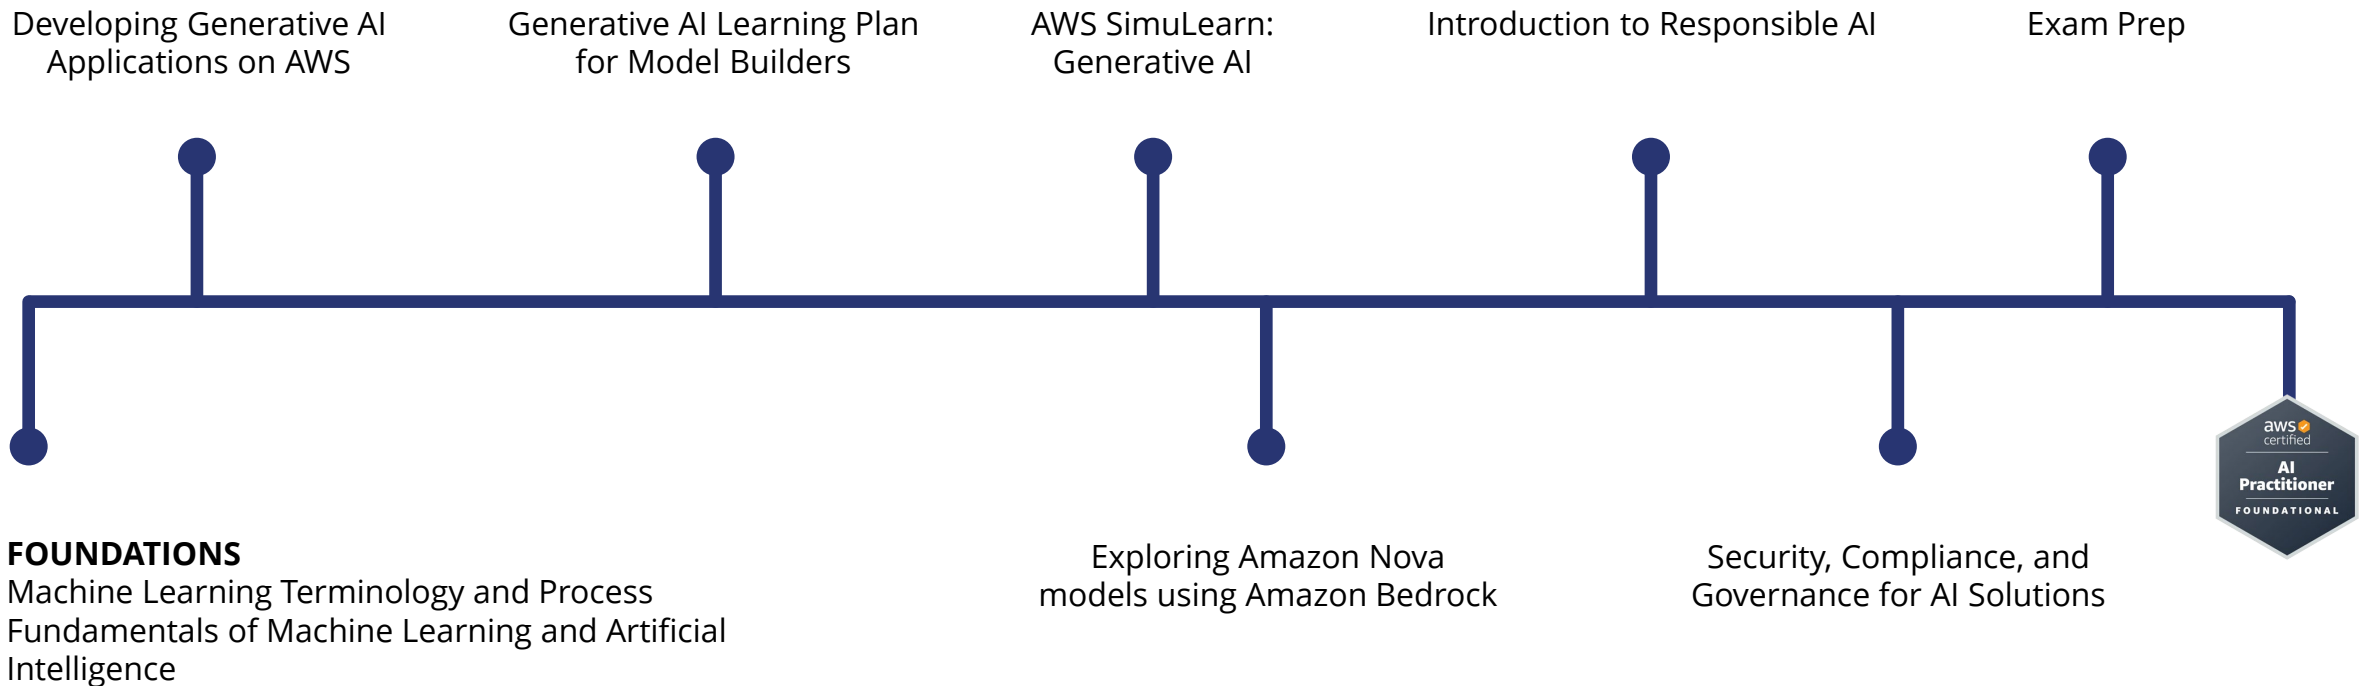 Developing Generative AI
Applications on AWS
Generative AI Learning Plan
for Model Builders
AWS SimuLearn:
Generative AI
Introduction to Responsible AI
Exam Prep
FOUNDATIONS
Machine Learning Terminology and Process
Fundamentals of Machine Learning and Artificial
Intelligence
Exploring Amazon Nova
models using Amazon Bedrock
Security, Compliance, and
Governance for AI Solutions
aws
certified
AI
Practitioner
FOUNDATIONAL